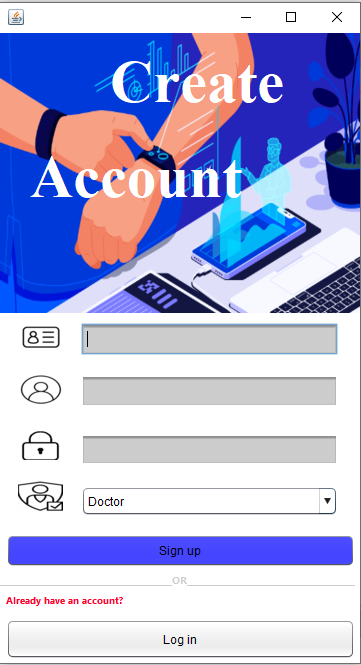 Create
Account
Doctor
Sign up
OR
Already have an account?
Log in